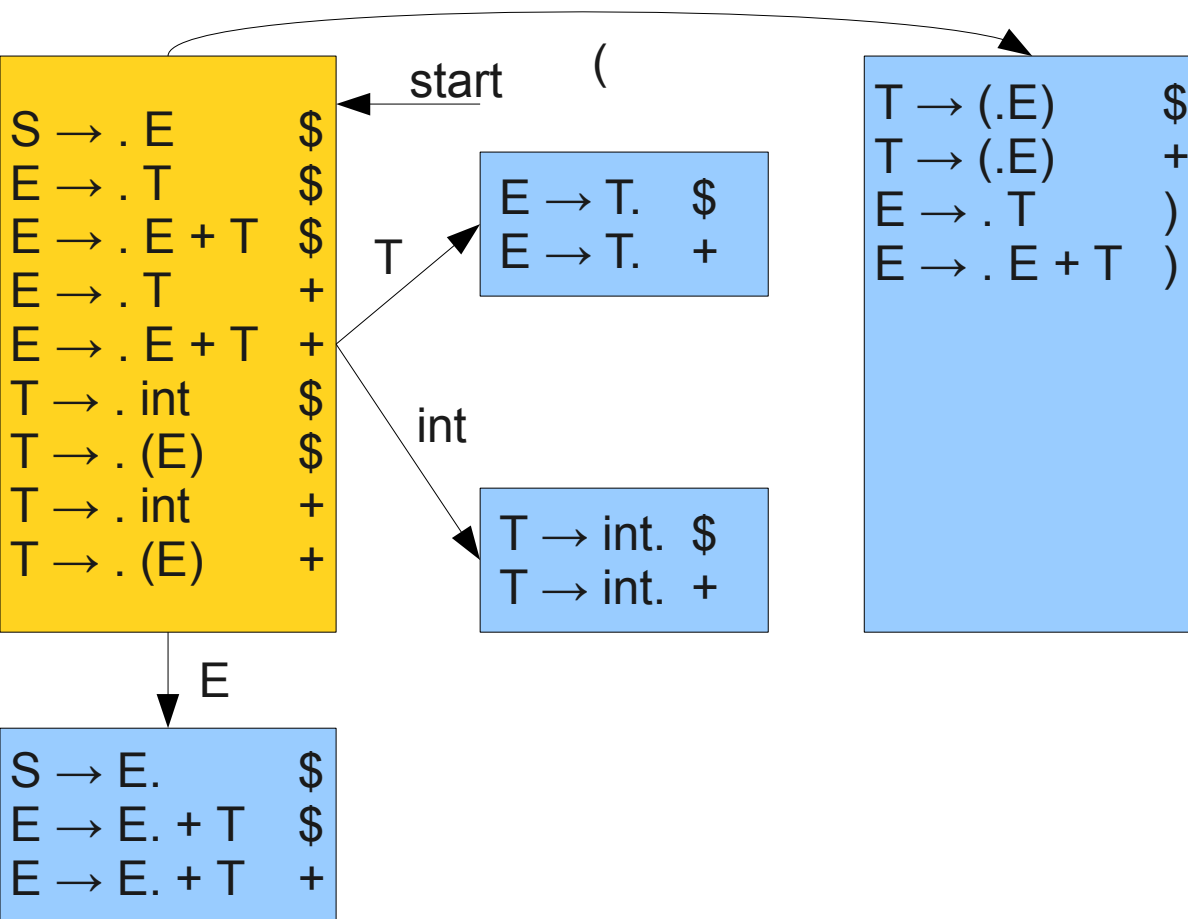 start
(
S → . E $
E → . T $
E → . E + T $
E → . T +
E → . E + T +
T → . int $
T → . (E) $
T → . int +
T → . (E) +
T
E → T. $
E → T. +
int
T → int. $
T → int. +
T → (.E) $
T → (.E) +
E → . T )
E → . E + T )
E
S → E. $
E → E. + T $
E → E. + T +